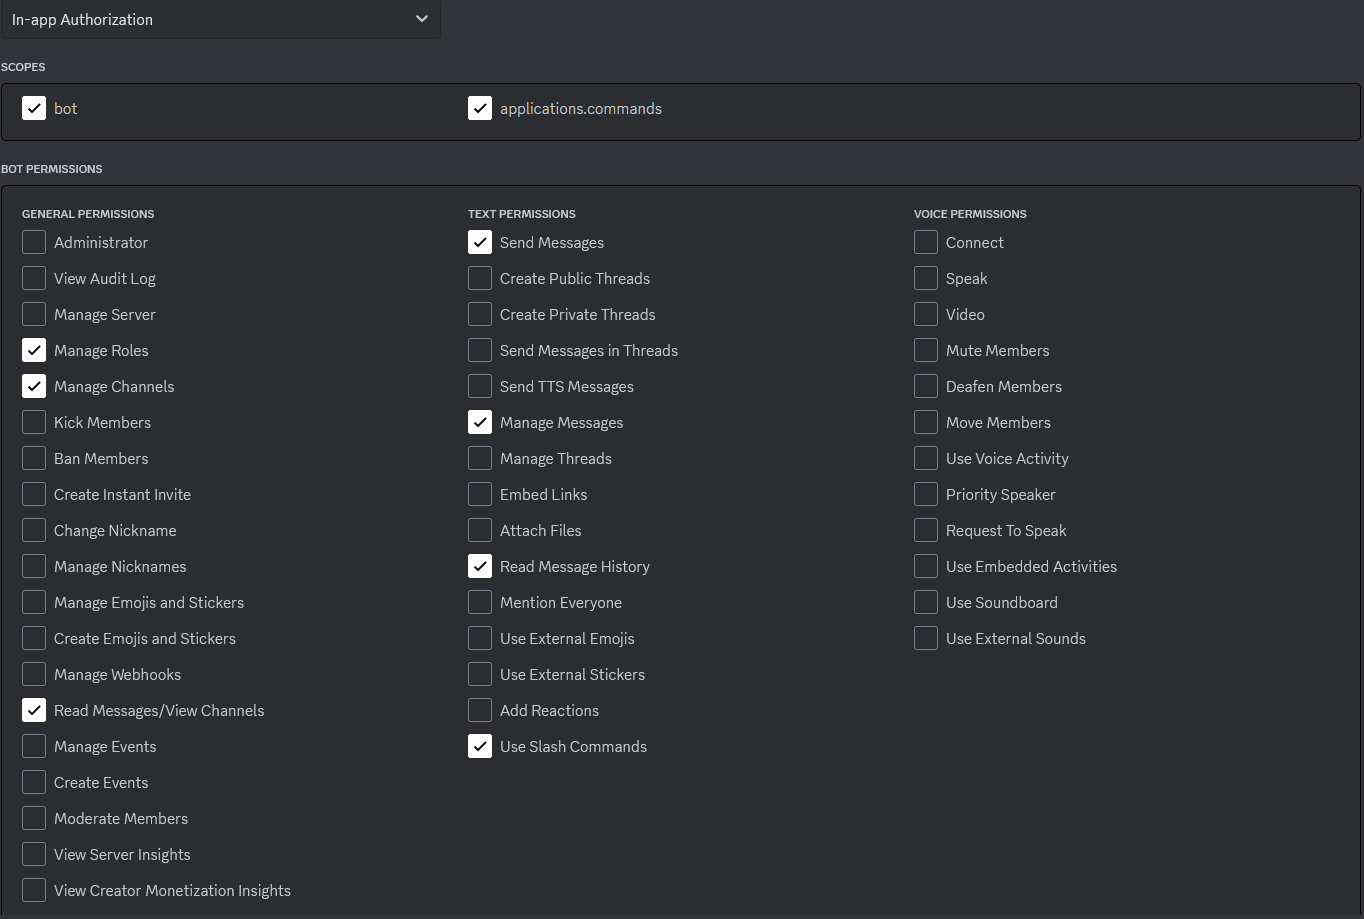 In-app Authorization
SCOPES
bot
applications.commands
BOT PERMISSIONS
GENERAL PERMISSIONS
Administrator
View Audit Log
Manage Server
Manage Roles
Manage Channels
Kick Members
Ban Members
Create Instant Invite
Change Nickname
Manage Nicknames
Manage Emojis and Stickers
Create Emojis and Stickers
Manage Webhooks
Read Messages/View Channels
Manage Events
Create Events
Moderate Members
View Server Insights
View Creator Monetization Insights
TEXT PERMISSIONS
Send Messages
Create Public Threads
Create Private Threads
Send Messages in Threads
Send TTS Messages
Manage Messages
Manage Threads
Embed Links
Attach Files
Read Message History
Mention Everyone
Use External Emojis
Use External Stickers
Add Reactions
Use Slash Commands
VOICE PERMISSIONS
Connect
Speak
Video
Mute Members
Deafen Members
Move Members
Use Voice Activity
Priority Speaker
Request To Speak
Use Embedded Activities
Use Soundboard
Use External Sounds